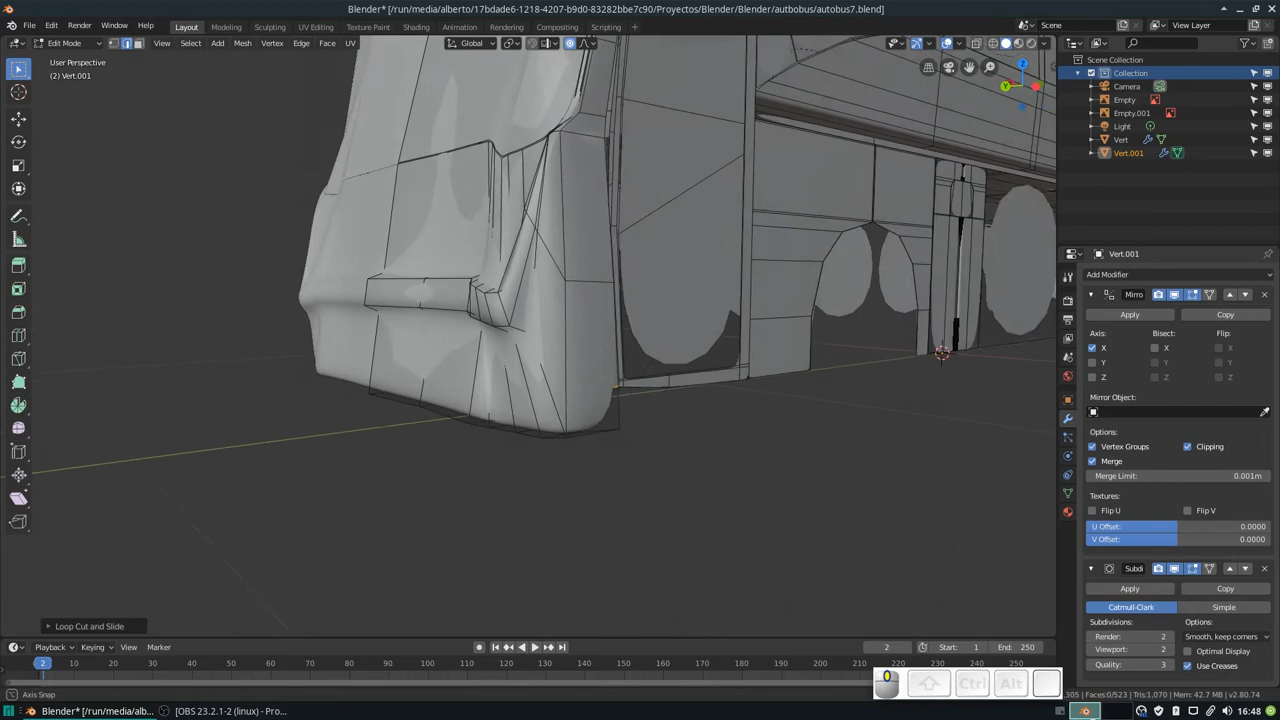 Blender* [/run/media/alberto/17bdade6-1218-4207-b9d0-83282bbe7c90/Proyectos/Blender/Blender/autbobus/autobus7.blend]
File Edit Render Window Help Layout Modeling Sculpting UV Editing Texture Paint Shading Animation Rendering Compositing Scripting Scene View Layer
Edit Mode View Select Add Mesh Vertex Edge Face UV Global
User Perspective
(2) Vert.001
Scene Collection
Collection
Camera
Empty
Empty.001
Light
Vert
Vert.001
Vert.001
Add Modifier
Mirro
Apply Copy
Axis: Bisect: Flip:
X X X
Y Y Y
Z Z Z
Mirror Object:
Options:
Vertex Groups Clipping
Merge
Merge Limit: 0.001m
Textures:
Flip U Flip V
U Offset: 0.0000
V Offset: 0.0000
Subdi
Apply Copy
Catmull-Clark Simple
Subdivisions: Options:
Render: 2 Smooth, keep corners
Viewport: 2 Optimal Display
Quality: 3 Use Creases
Loop Cut and Slide
Playback Keying View Marker 2 Start: 1 End: 250
2 10 20 30 40 50 60 70 80 90 100 110 120 130 140 150 160 170 180 190 200 210 220 230 240 250
Ctrl Alt
Axis Snap
,305 | Faces:0/523 | Tris:1,070 | Mem: 42.7 MB | v2.80.74
Blender* [/run/media/alb... [OBS 23.2.1-2 (linux) - Pro... 16:48